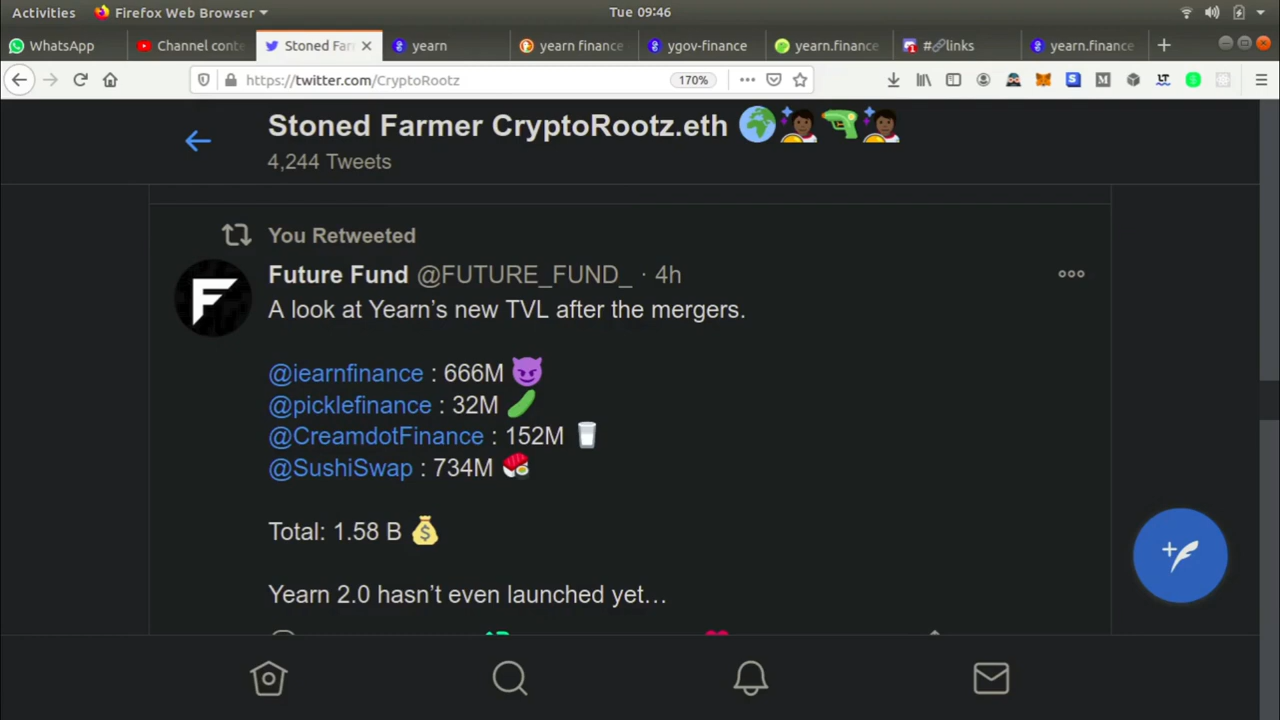 Activities Firefox Web Browser Tue 09:46
WhatsApp Channel conte Stoned Far yearn yearn finance ygov-finance yearn.finance #🔗links yearn.finance
https://twitter.com/CryptoRootz 170%
Stoned Farmer CryptoRootz.eth 🌍👩🏿‍🚀🔫👩🏿‍🚀
4,244 Tweets
You Retweeted
Future Fund @FUTURE_FUND_ · 4h
A look at Yearn’s new TVL after the mergers.
@iearnfinance : 666M 😈
@picklefinance : 32M 🥒
@CreamdotFinance : 152M 🥛
@SushiSwap : 734M 🍣
Total: 1.58 B 💰
Yearn 2.0 hasn’t even launched yet…